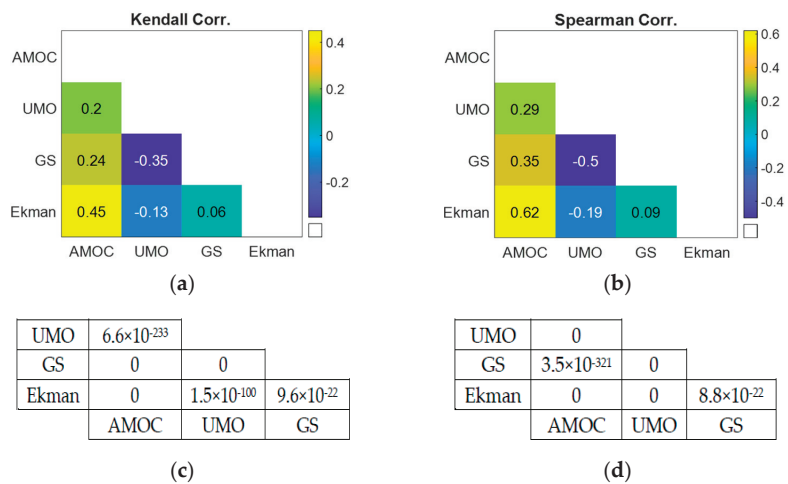 Kendall Corr.
AMOC
UMO 0.2
GS 0.24 -0.35
Ekman 0.45 -0.13 0.06
AMOC UMO GS Ekman
0.4
0.2
0
-0.2
(a)
Spearman Corr.
AMOC
UMO 0.29
GS 0.35 -0.5
Ekman 0.62 -0.19 0.09
AMOC UMO GS Ekman
0.6
0.4
0.2
0
-0.2
-0.4
(b)
UMO 6.6×10⁻²³³
GS 0 0
Ekman 0 1.5×10⁻¹⁰⁰ 9.6×10⁻²²
AMOC UMO GS
(c)
UMO 0
GS 3.5×10⁻³²¹ 0
Ekman 0 0 8.8×10⁻²²
AMOC UMO GS
(d)